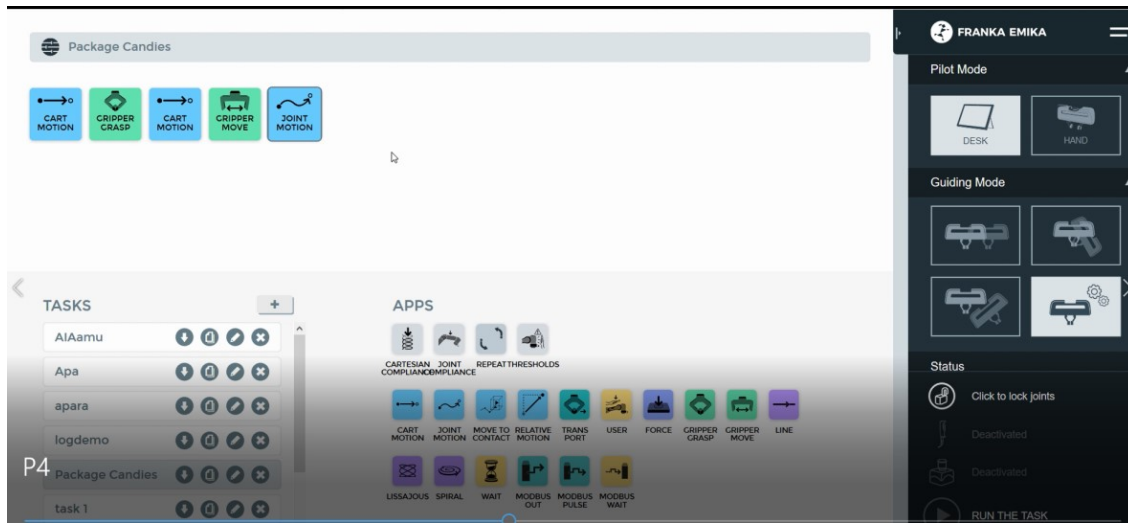 Package Candies
FRANKA EMIKA
Pilot Mode
CART MOTION
GRIPPER GRASP
CART MOTION
GRIPPER MOVE
JOINT MOTION
DESK
HAND
Guiding Mode
TASKS
+
APPS
AlAamu
Apa
apara
logdemo
Package Candies
task 1
CARTESIAN COMPLIANCE
JOINT COMPLIANCE
REPEAT
THRESHOLDS
CART MOTION
JOINT MOTION
MOVE TO CONTACT
RELATIVE MOTION
TRANS PORT
USER
FORCE
GRIPPER GRASP
GRIPPER MOVE
LINE
LISSAJOUS
SPIRAL
WAIT
MODBUS OUT
MODBUS PULSE
MODBUS WAIT
Status
Click to lock joints
Deactivated
Deactivated
RUN THE TASK
P4